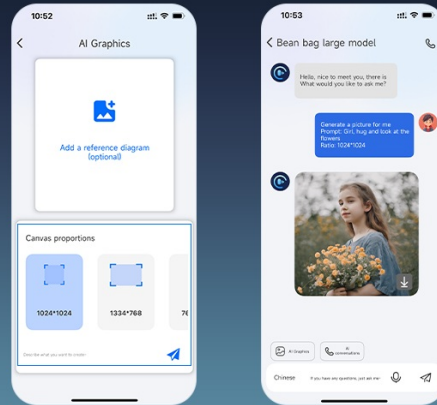 10:52
AI Graphics
Add a reference diagram
(optional)
Canvas proportions
1024*1024
1334*768
76
Describe what you want to create
10:53
Bean bag large model
Hello, nice to meet you, there is
What would you like to ask me?
Generate a picture for me
Prompt: Girl, hug and look at the
flowers
Ratio: 1024*1024
AI Graphics
AI
conversations
Chinese
If you have any questions, just ask me